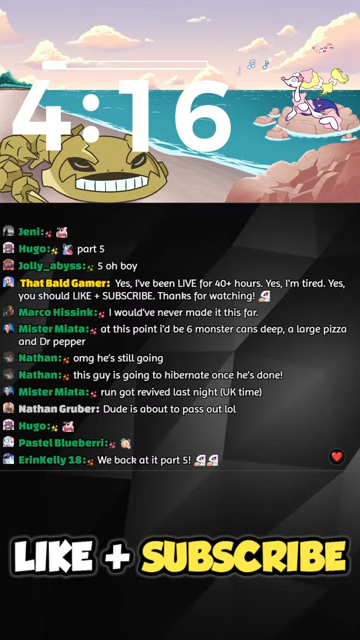 4:16
Jeni:
Hugo: part 5
Jolly_abyss: 5 oh boy
That Bald Gamer: Yes, I've been LIVE for 40+ hours. Yes, I'm tired. Yes,
you should LIKE + SUBSCRIBE. Thanks for watching!
Marco Hissink: I would've never made it this far.
Mister Miata: at this point i'd be 6 monster cans deep, a large pizza
and Dr pepper
Nathan: omg he's still going
Nathan: this guy is going to hibernate once he's done!
Mister Miata: run got revived last night (UK time)
Nathan Gruber: Dude is about to pass out lol
Hugo:
Pastel Blueberri:
ErinKelly 18: We back at it part 5!
LIKE + SUBSCRIBE